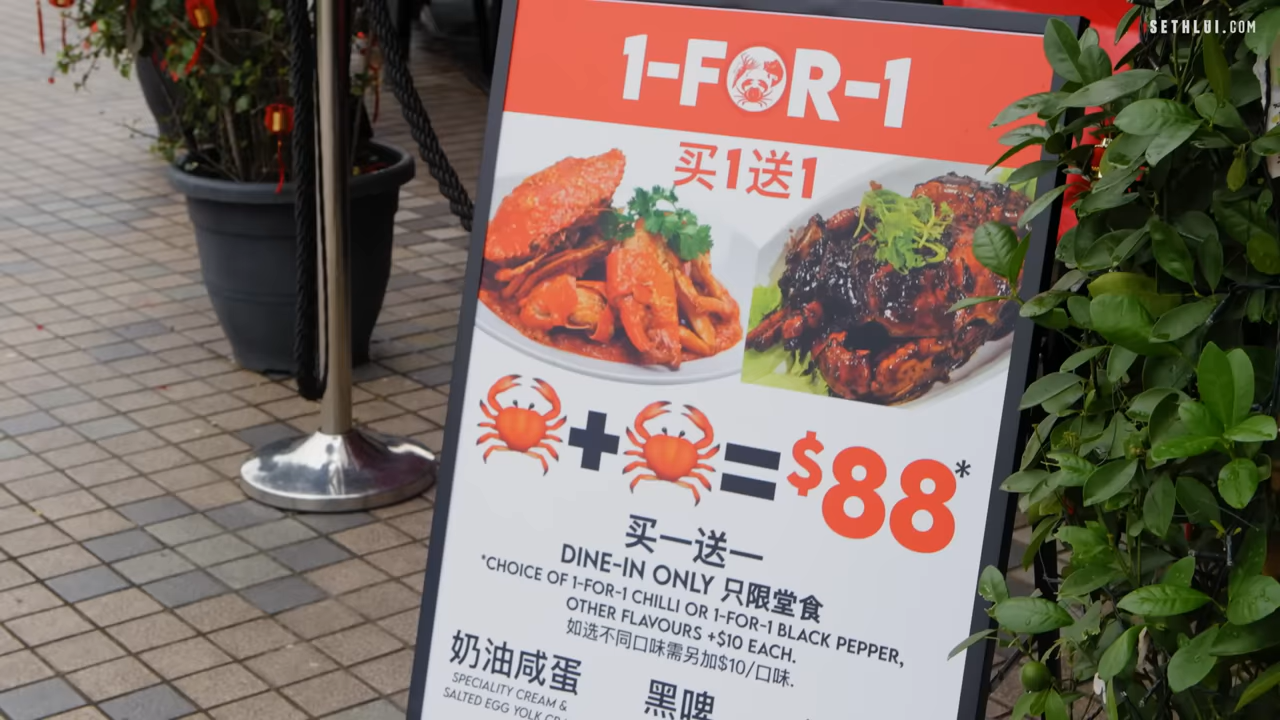 SETHLUI.COM
1-FOR-1
买1送1
+ = $88*
买一送一
DINE-IN ONLY 只限堂食
*CHOICE OF 1-FOR-1 CHILLI OR 1-FOR-1 BLACK PEPPER,
OTHER FLAVOURS +$10 EACH.
如选不同口味需另加$10/口味.
奶油咸蛋
SPECIALITY CREAM &
SALTED EGG YOLK
黑啤